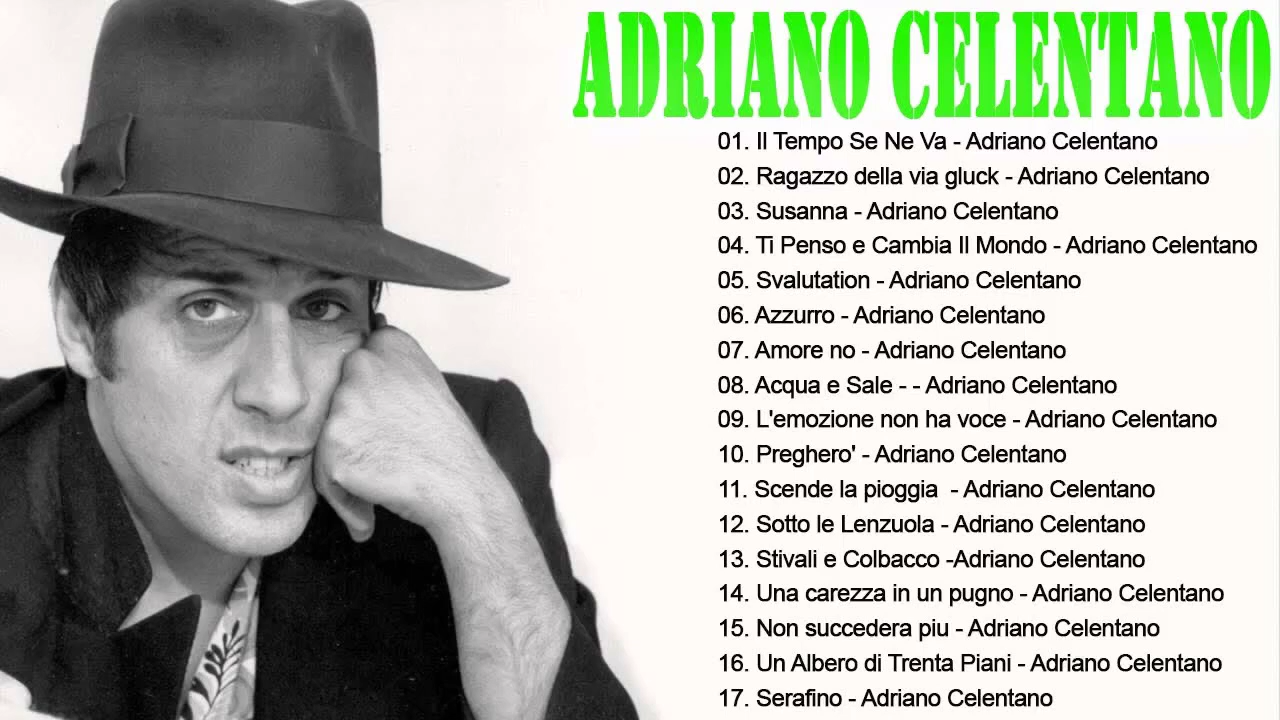 ADRIANO CELENTANO
01. Il Tempo Se Ne Va - Adriano Celentano
02. Ragazzo della via gluck - Adriano Celentano
03. Susanna - Adriano Celentano
04. Ti Penso e Cambia Il Mondo - Adriano Celentano
05. Svalutation - Adriano Celentano
06. Azzurro - Adriano Celentano
07. Amore no - Adriano Celentano
08. Acqua e Sale - - Adriano Celentano
09. L'emozione non ha voce - Adriano Celentano
10. Preghero' - Adriano Celentano
11. Scende la pioggia  - Adriano Celentano
12. Sotto le Lenzuola - Adriano Celentano
13. Stivali e Colbacco -Adriano Celentano
14. Una carezza in un pugno - Adriano Celentano
15. Non succedera piu - Adriano Celentano
16. Un Albero di Trenta Piani - Adriano Celentano
17. Serafino - Adriano Celentano